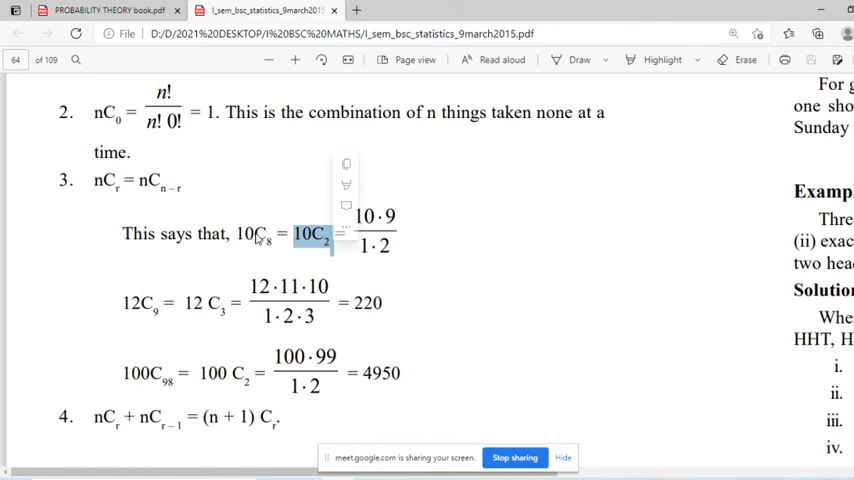 PROBABILITY THEORY book.pdf
I_sem_bsc_statistics_9march2015.
File D:/D/2021%20DESKTOP/I%20BSC%20MATHS/I_sem_bsc_statistics_9march2015.pdf
64 of 109 Page view Read aloud Draw Highlight Erase
2. nC0 = n! / n! 0! = 1. This is the combination of n things taken none at a
time.
3. nCr = nCn–r
This says that, 10C8 = 10C2 = 10·9 / 1·2
12C9 = 12 C3 = 12·11·10 / 1·2·3 = 220
100C98 = 100 C2 = 100·99 / 1·2 = 4950
4. nCr + nCr–1 = (n + 1) Cr.
For g
one sho
Sunday
Example
Thre
(ii) exac
two hea
Solution
When
HHT, H
i.
ii.
iii.
iv.
meet.google.com is sharing your screen. Stop sharing Hide